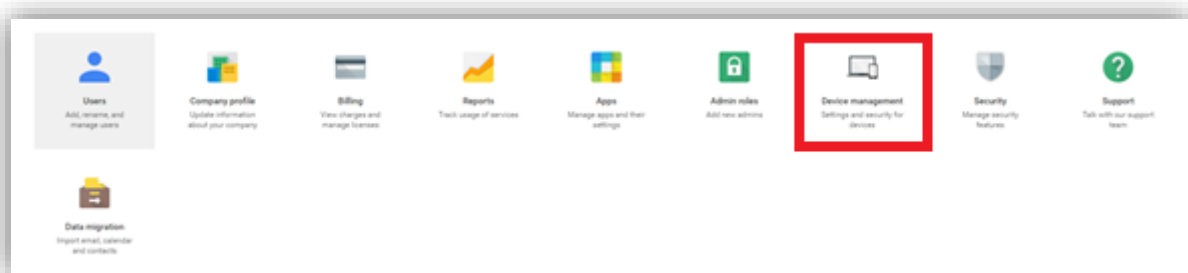 Users
Add, rename, and
manage users
Company profile
Update information
about your company
Billing
View charges and
manage licenses
Reports
Track usage of services
Apps
Manage apps and their
settings
Admin roles
Add new admins
Device management
Settings and security for
devices
Security
Manage security
features
Support
Talk with our support
team
Data migration
Import email, calendar
and contacts